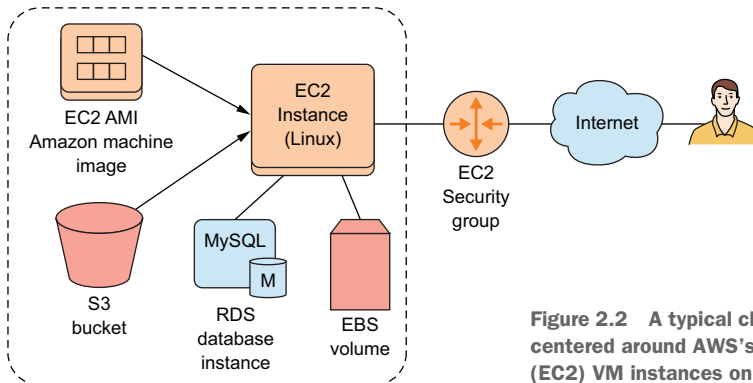 EC2 AMI
Amazon machine
image
EC2
Instance
(Linux)
EC2
Security
group
Internet
S3
bucket
MySQL
M
RDS
database
instance
EBS
volume
Figure 2.2 A typical
centered around AWS's
(EC2) VM instances on